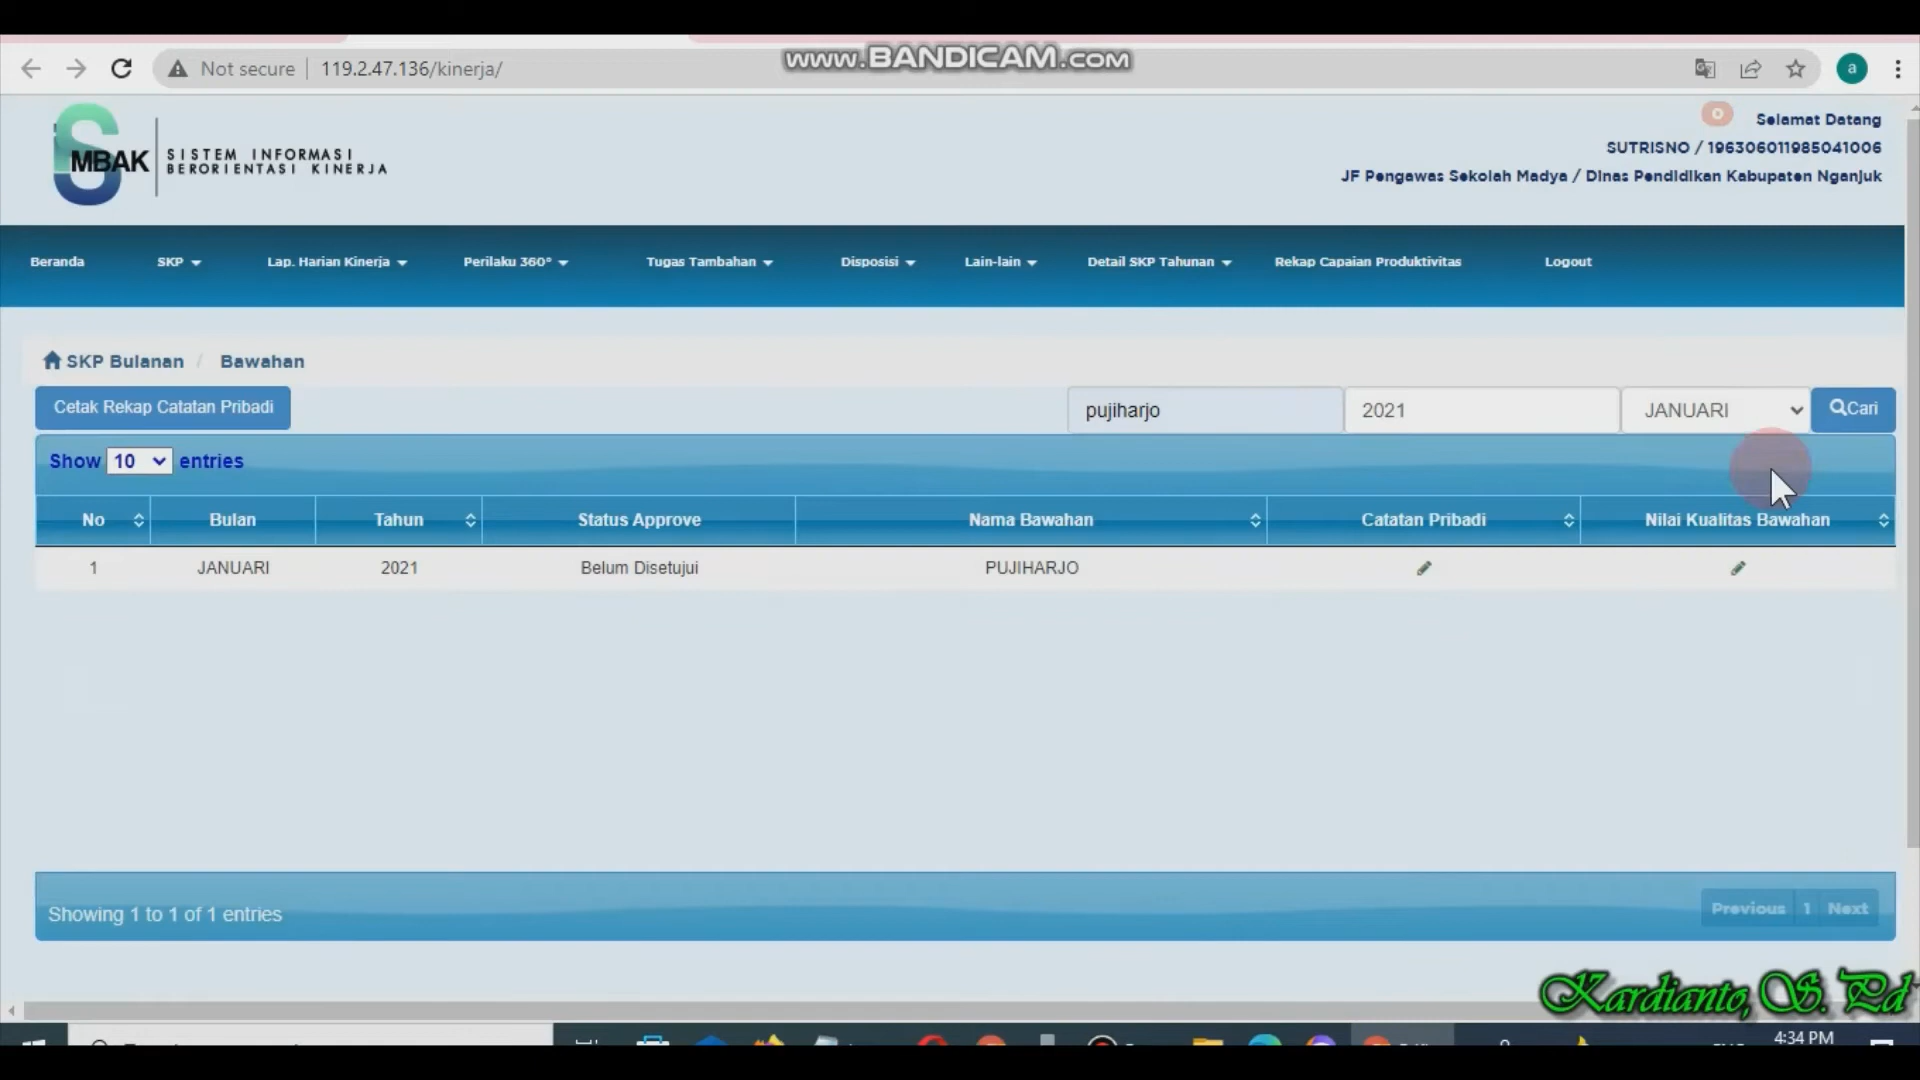 www.BANDICAM.com
Not secure 119.2.47.136/kinerja/
a
SMBAK
SISTEM INFORMASI
BERORIENTASI KINERJA
0 Selamat Datang
SUTRISNO / 196306011985041006
JF Pengawas Sekolah Madya / Dinas Pendidikan Kabupaten Nganjuk
Beranda SKP Lap. Harian Kinerja Perilaku 360° Tugas Tambahan Disposisi Lain-lain Detail SKP Tahunan Rekap Capaian Produktivitas Logout
SKP Bulanan / Bawahan
Cetak Rekap Catatan Pribadi pujiharjo 2021 JANUARI Cari
Show 10 entries
No Bulan Tahun Status Approve Nama Bawahan Catatan Pribadi Nilai Kualitas Bawahan
1 JANUARI 2021 Belum Disetujui PUJIHARJO
Showing 1 to 1 of 1 entries Previous 1 Next
Kardianto, S. Pd
4:34 PM